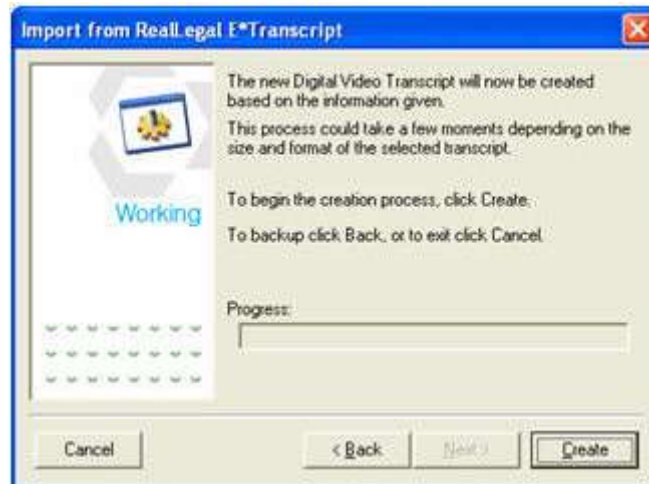 Import from RealLegal E*Transcript
The new Digital Video Transcript will now be created
based on the information given.
This process could take a few moments depending on the
size and format of the selected transcript.
Working
To begin the creation process, click Create.
To backup click Back, or to exit click Cancel.
Progress:
Cancel
< Back
Next >
Create